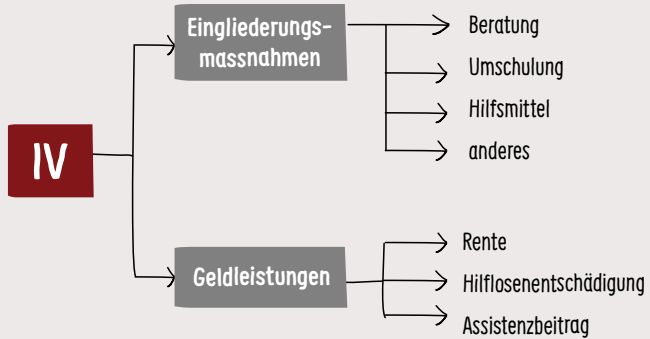 Eingliederungs-
massnahmen
Beratung
Umschulung
Hilfsmittel
anderes
IV
Geldleistungen
Rente
Hilflosenentschädigung
Assistenzbeitrag